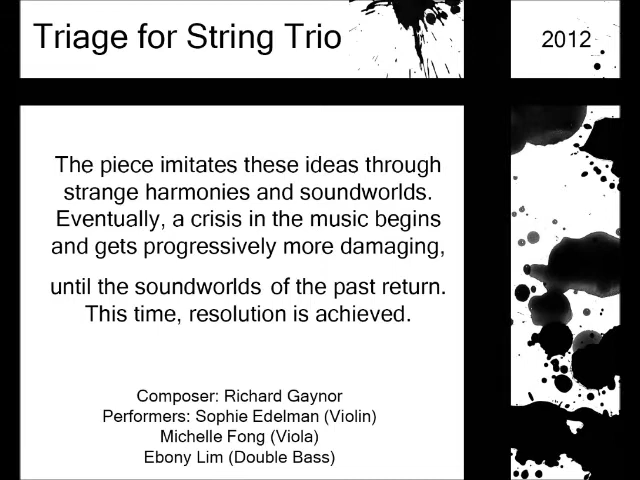 Triage for String Trio
2012
The piece imitates these ideas through
strange harmonies and soundworlds.
Eventually, a crisis in the music begins
and gets progressively more damaging,
until the soundworlds of the past return.
This time, resolution is achieved.
Composer: Richard Gaynor
Performers: Sophie Edelman (Violin)
Michelle Fong (Viola)
Ebony Lim (Double Bass)